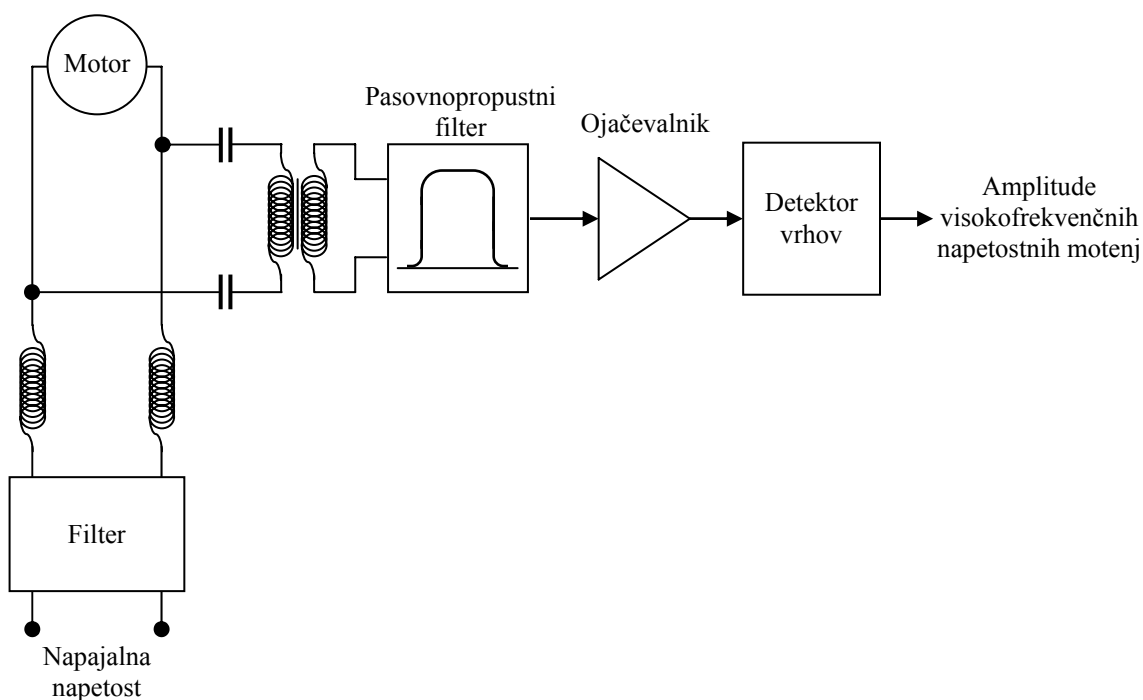 Motor
Pasovnopropustni
filter
Ojačevalnik
Detektor
vrhov
Amplitude
visokofrekvenčnih
napetostnih motenj
Filter
Napajalna
napetost